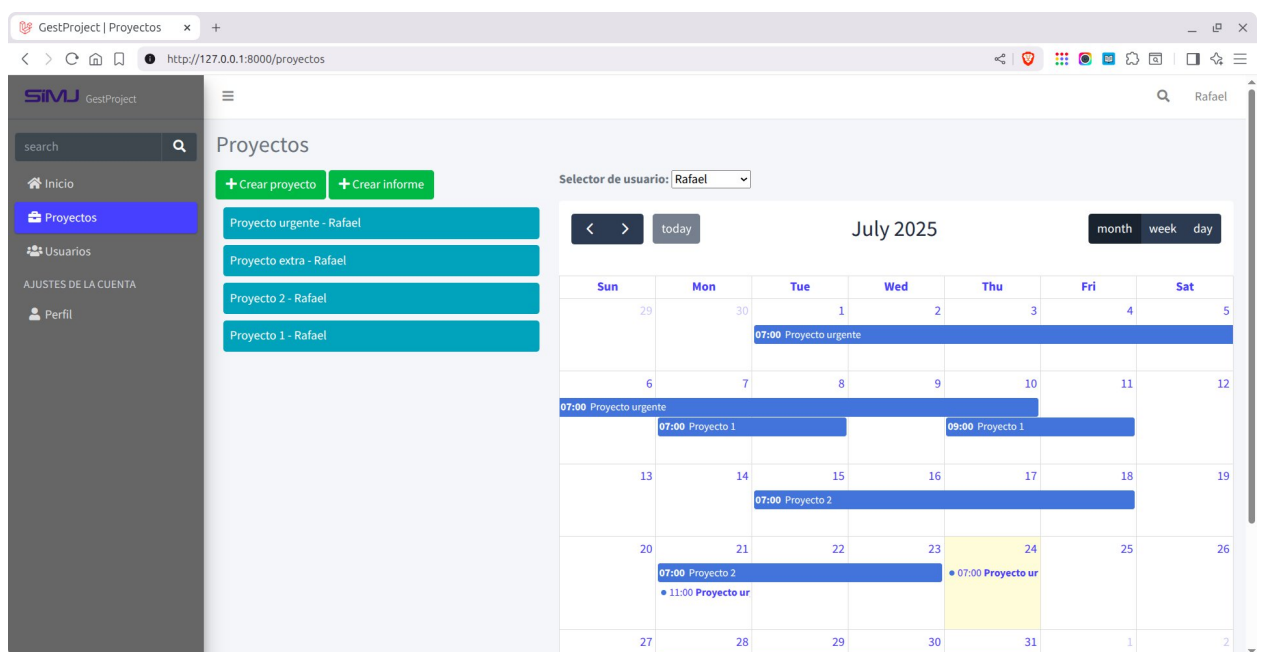 GestProject | Proyectos
http://127.0.0.1:8000/proyectos
SiMJ GestProject
Rafael
search
Inicio
Proyectos
Usuarios
AJUSTES DE LA CUENTA
Perfil
Proyectos
Crear proyecto
Crear informe
Proyecto urgente - Rafael
Proyecto extra - Rafael
Proyecto 2 - Rafael
Proyecto 1 - Rafael
Selector de usuario: Rafael
today
July 2025
month week day
Sun Mon Tue Wed Thu Fri Sat
29 30 1 2 3 4 5
07:00 Proyecto urgente
6 7 8 9 10 11 12
07:00 Proyecto urgente
07:00 Proyecto 1 09:00 Proyecto 1
13 14 15 16 17 18 19
07:00 Proyecto 2
20 21 22 23 24 25 26
07:00 Proyecto 2 07:00 Proyecto ur
11:00 Proyecto ur
27 28 29 30 31 1 2